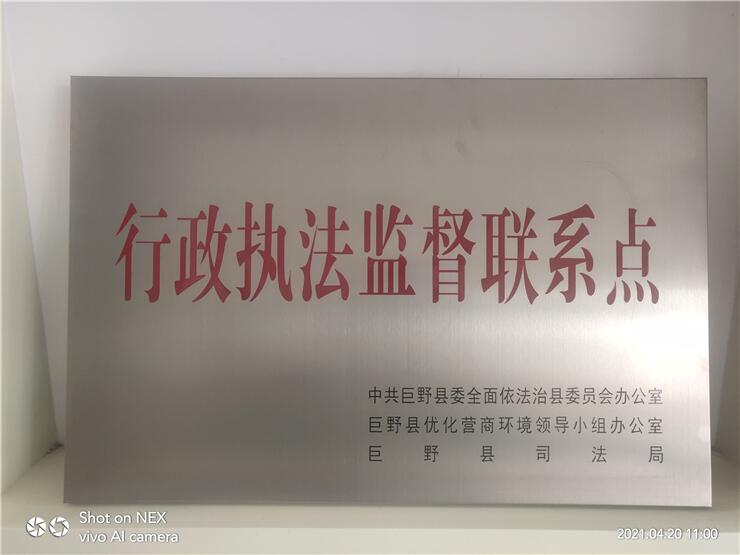 行政执法监督联系点
中共巨野县委全面依法治县委员会办公室
巨野县优化营商环境领导小组办公室
巨野县司法局
Shot on NEX
vivo AI camera
2021.04.20 11:00